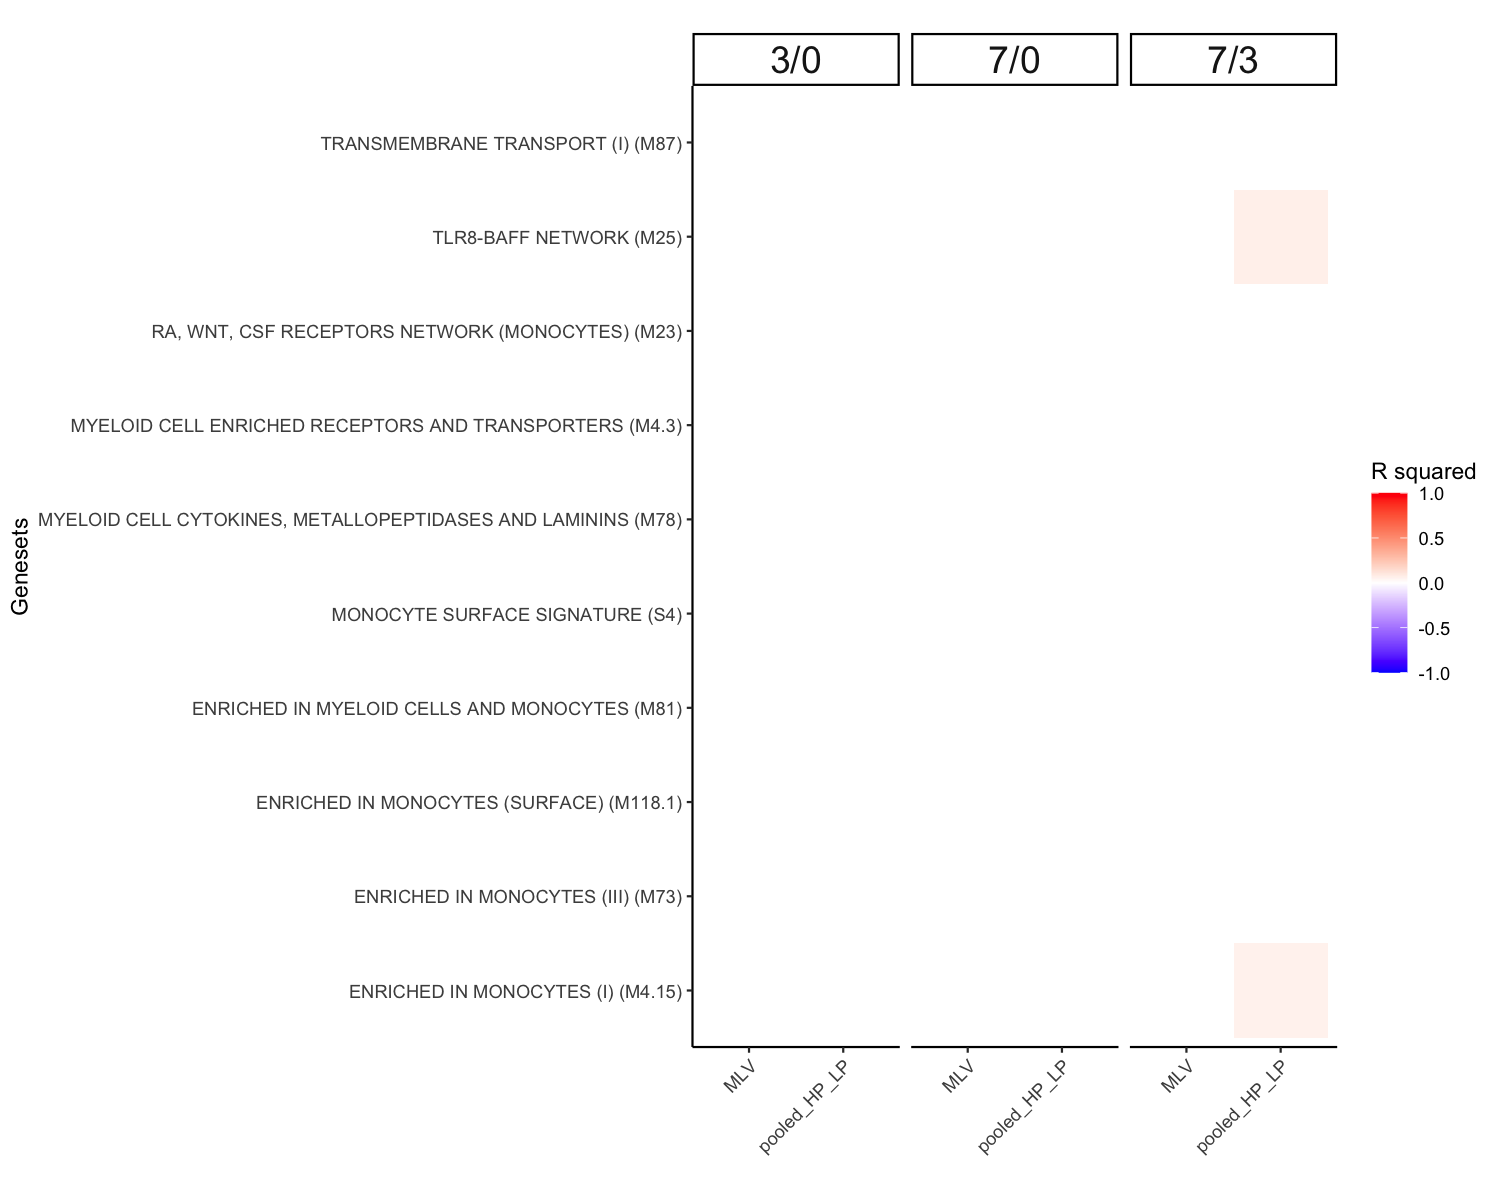 3/0
7/0
7/3
TRANSMEMBRANE TRANSPORT (I) (M87)
TLR8-BAFF NETWORK (M25)
RA, WNT, CSF RECEPTORS NETWORK (MONOCYTES) (M23)
MYELOID CELL ENRICHED RECEPTORS AND TRANSPORTERS (M4.3)
MYELOID CELL CYTOKINES, METALLOPEPTIDASES AND LAMININS (M78)
MONOCYTE SURFACE SIGNATURE (S4)
ENRICHED IN MYELOID CELLS AND MONOCYTES (M81)
ENRICHED IN MONOCYTES (SURFACE) (M118.1)
ENRICHED IN MONOCYTES (III) (M73)
ENRICHED IN MONOCYTES (I) (M4.15)
Genesets
MLV
pooled_HP_LP
MLV
pooled_HP_LP
MLV
pooled_HP_LP
R squared
1.0
0.5
0.0
-0.5
-1.0